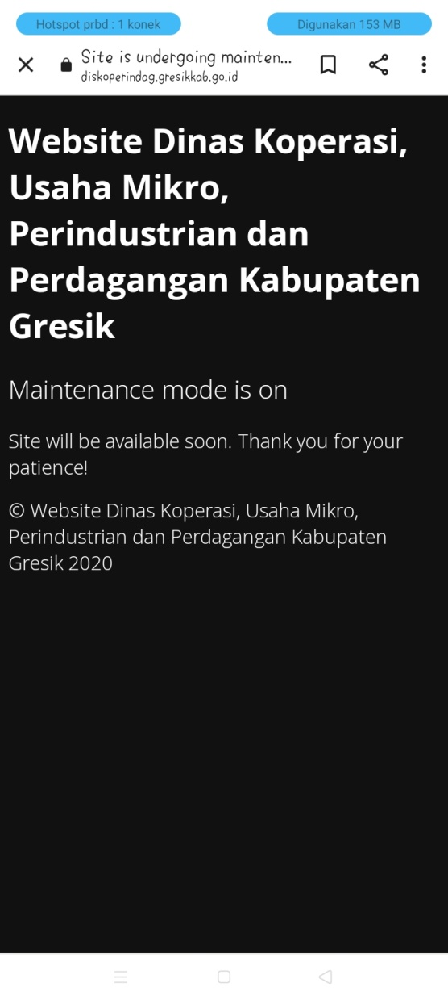 Hotspot prbd : 1 konek
Digunakan 153 MB
Site is undergoing mainten...
diskoperindag.gresikkab.go.id
Website Dinas Koperasi,
Usaha Mikro,
Perindustrian dan
Perdagangan Kabupaten
Gresik
Maintenance mode is on
Site will be available soon. Thank you for your
patience!
© Website Dinas Koperasi, Usaha Mikro,
Perindustrian dan Perdagangan Kabupaten
Gresik 2020